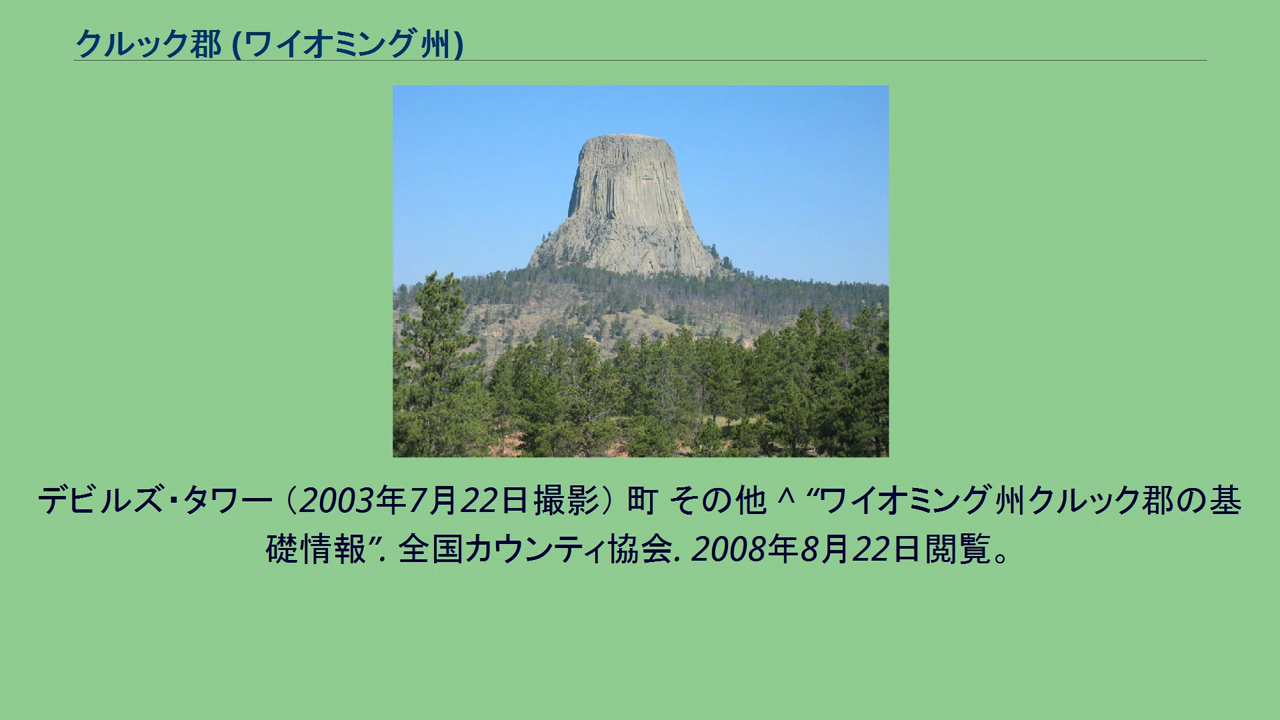 クルック郡 (ワイオミング州)
デビルズ・タワー（2003年7月22日撮影） 町 その他 ^ “ワイオミング州クルック郡の基
礎情報”. 全国カウンティ協会. 2008年8月22日閲覧。